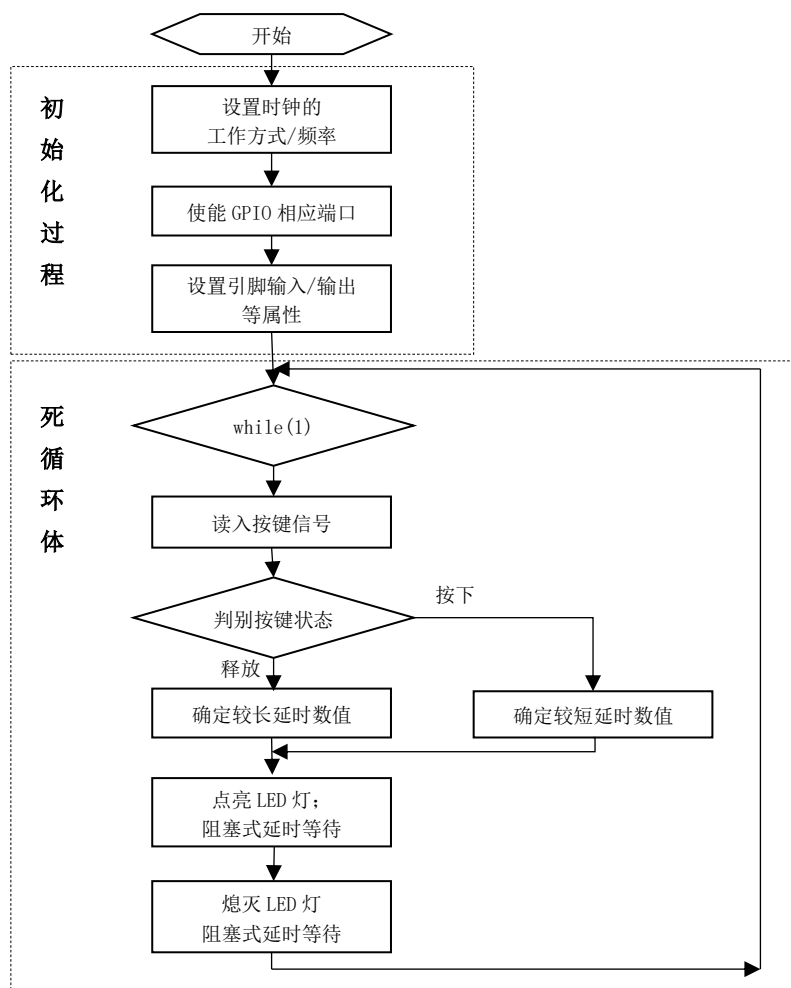 开始
初始化过程
设置时钟的
工作方式/频率
使能 GPIO 相应端口
设置引脚输入/输出
等属性
死循环体
while(1)
读入按键信号
判别按键状态
按下
释放
确定较长延时数值
确定较短延时数值
点亮 LED 灯；
阻塞式延时等待
熄灭 LED 灯
阻塞式延时等待